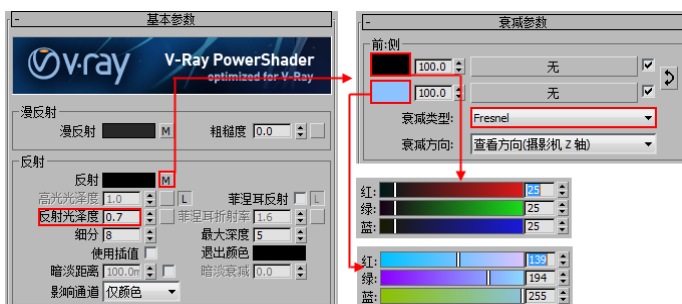 - 基本参数
v·ray V-Ray PowerShader
optimized for V-Ray
漫反射
漫反射 M 粗糙度 0.0
反射
反射 M
高光光泽度 1.0 L 菲涅耳反射 L
反射光泽度 0.7 菲涅耳折射率 1.6
细分 8 最大深度 5
使用插值 退出颜色
暗淡距离 100.0m 暗淡衰减 0.0
影响通道 仅颜色
- 衰减参数
前:侧
100.0 无
100.0 无
衰减类型: Fresnel
衰减方向: 查看方向(摄影机 Z 轴)
红: 25
绿: 25
蓝: 25
红: 139
绿: 194
蓝: 255